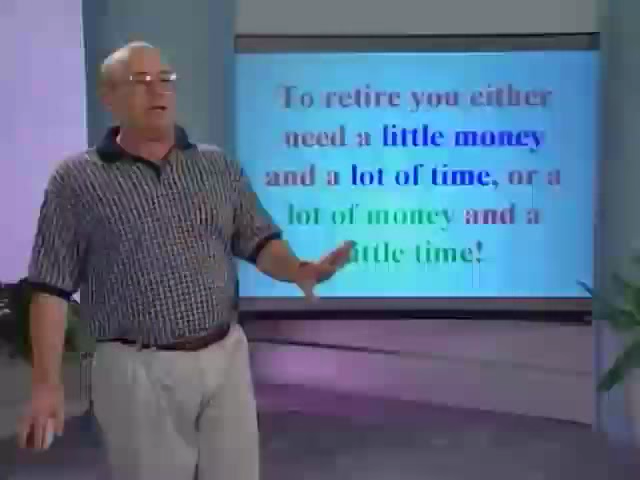 To retire you either
need a little money
and a lot of time, or a
lot of money and a
little time!